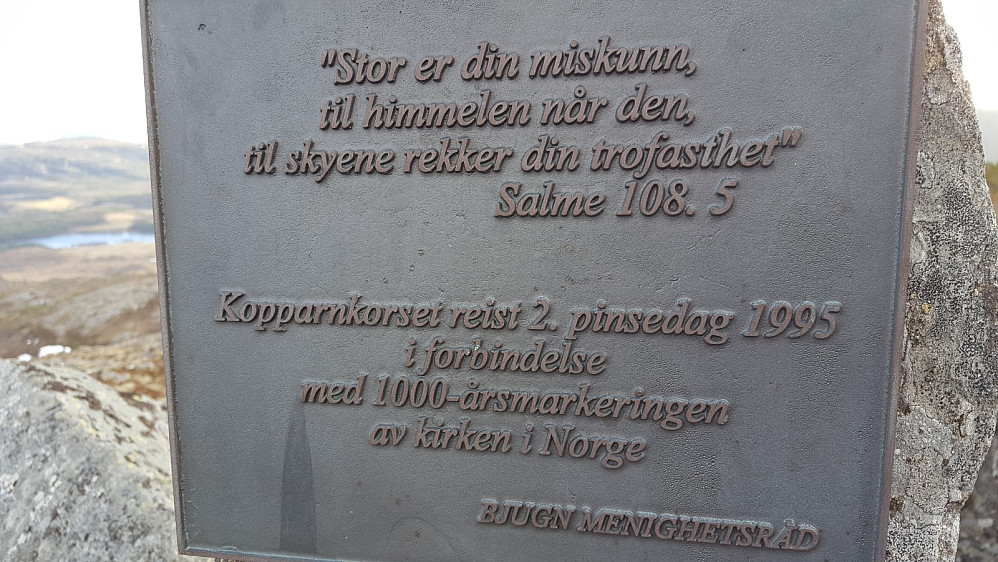 "Stor er din miskunn,
til himmelen når den,
til skyene rekker din trofasthet"
Salme 108. 5
Kopparnkorset reist 2. pinsedag 1995
i forbindelse
med 1000-årsmarkeringen
av kirken i Norge
BJUGN MENIGHETSRÅD